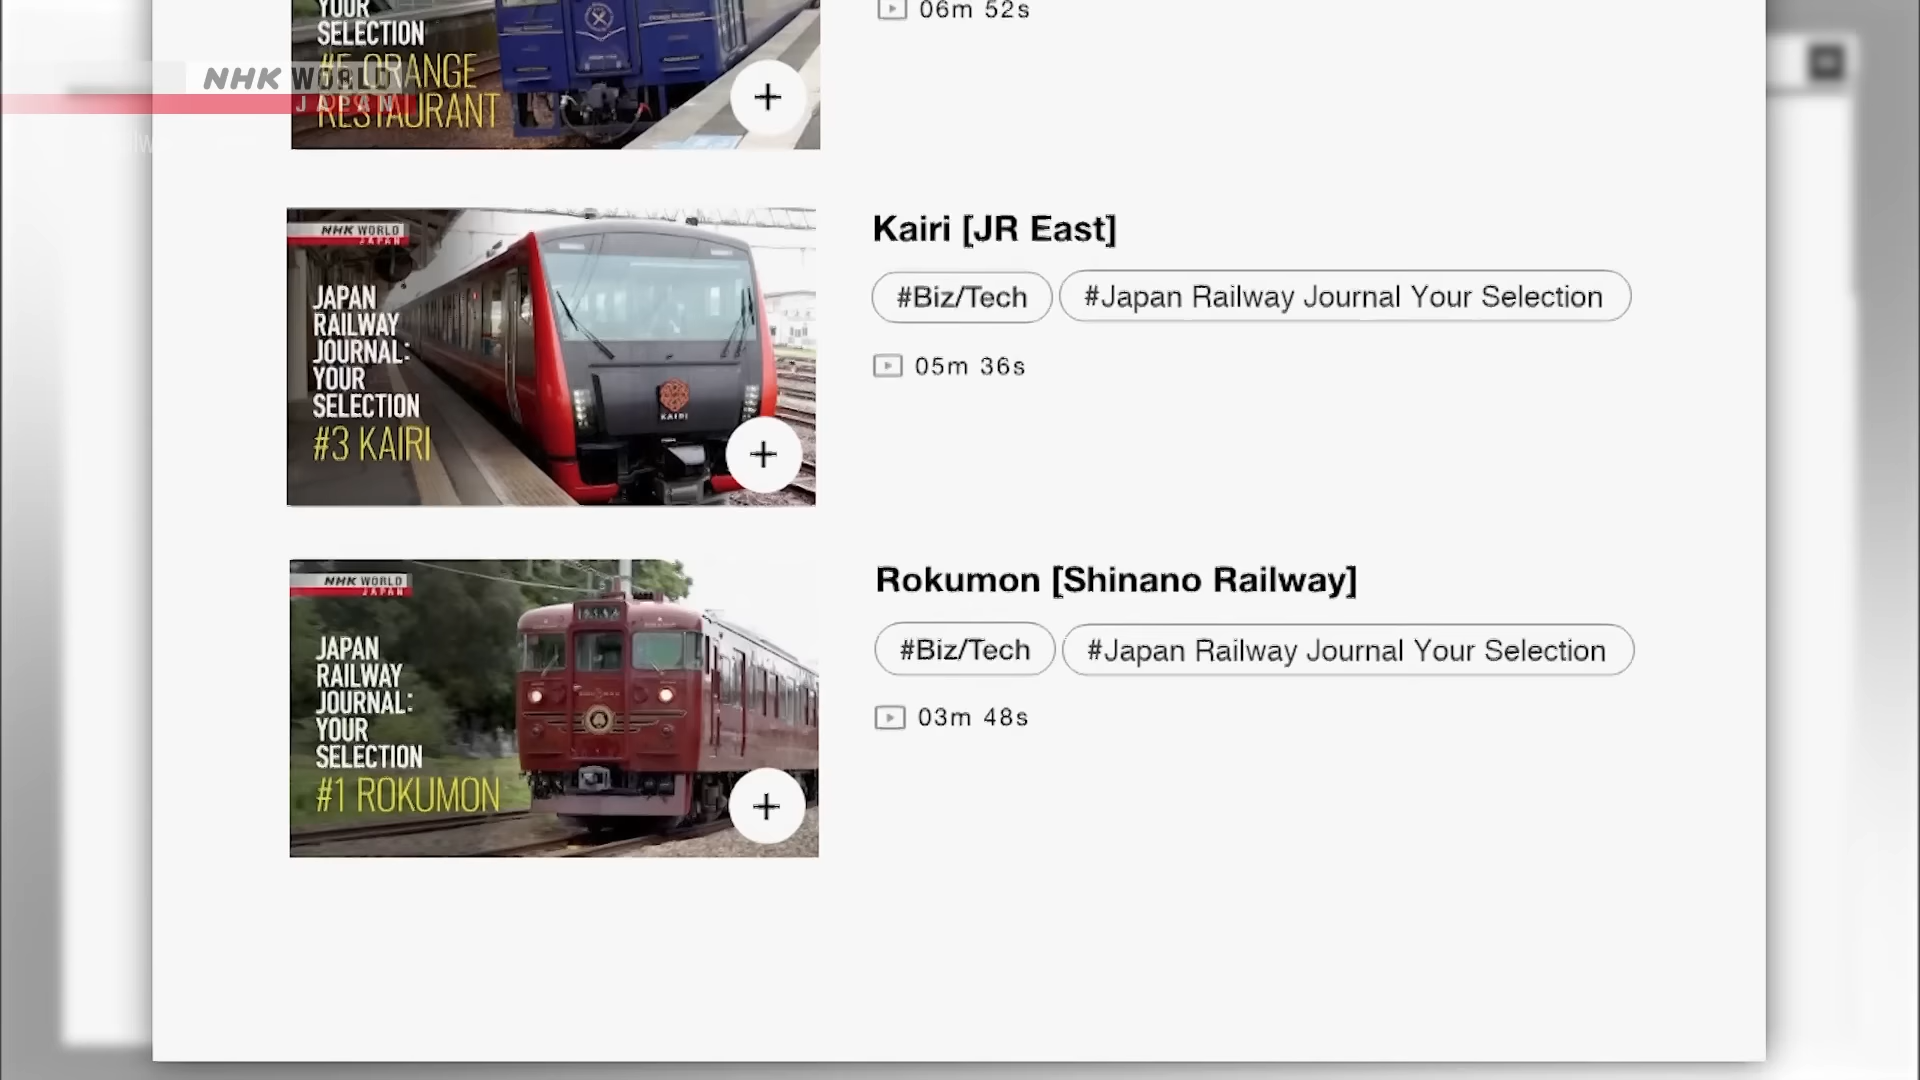 YOUR
SELECTION
#5 ORANGE
RESTAURANT
06m 52s
NHK WORLD
JAPAN
NHK WORLD
JAPAN
JAPAN
RAILWAY
JOURNAL:
YOUR
SELECTION
#3 KAIRI
KAIRI
Kairi [JR East]
#Biz/Tech
#Japan Railway Journal Your Selection
05m 36s
NHK WORLD
JAPAN
JAPAN
RAILWAY
JOURNAL:
YOUR
SELECTION
#1 ROKUMON
Rokumon [Shinano Railway]
#Biz/Tech
#Japan Railway Journal Your Selection
03m 48s